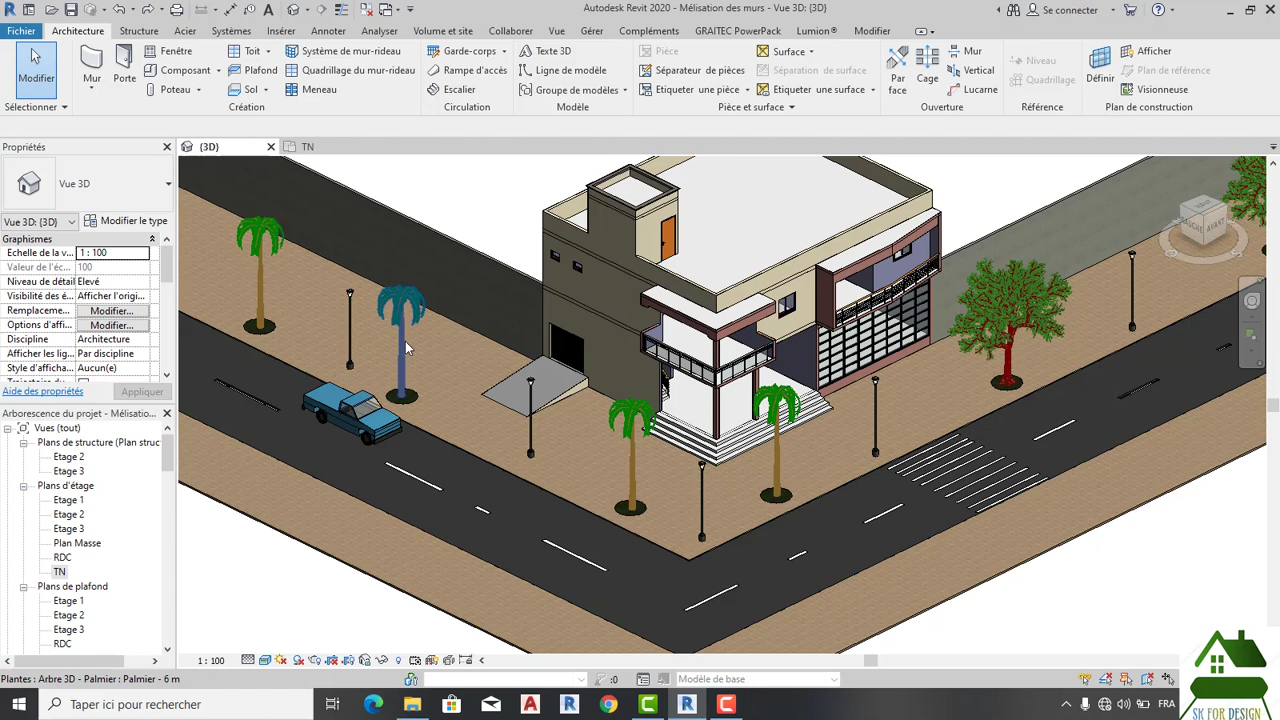 Autodesk Revit 2020 - Mélisation des murs - Vue 3D: {3D}
Se connecter
Fichier Architecture Structure Acier Systèmes Insérer Annoter Analyser Volume et site Collaborer Vue Gérer Compléments GRAITEC PowerPack Lumion® Modifier
Modifier
Sélectionner
Mur
Porte
Fenêtre
Composant
Poteau
Toit
Plafond
Sol
Système de mur-rideau
Quadrillage du mur-rideau
Meneau
Création
Garde-corps
Rampe d'accès
Escalier
Circulation
Texte 3D
Ligne de modèle
Groupe de modèles
Modèle
Pièce
Séparateur de pièces
Etiqueter une pièce
Surface
Séparation de surface
Etiqueter une surface
Pièce et surface
Par face
Cage
Mur
Vertical
Lucarne
Ouverture
Niveau
Quadrillage
Référence
Définir
Afficher
Plan de référence
Visionneuse
Plan de construction
Propriétés
{3D}
TN
Vue 3D
Vue 3D: {3D}
Modifier le type
Graphismes
Echelle de la v... 1 : 100
Valeur de l'éc... 100
Niveau de détail Elevé
Visibilité des é... Afficher l'origi...
Remplaceme... Modifier...
Options d'affi... Modifier...
Discipline Architecture
Afficher les lig... Par discipline
Style d'affichag... Aucun(e)
Aide des propriétés
Appliquer
Arborescence du projet - Mélisatio...
Vues (tout)
Plans de structure (Plan struc
Etage 2
Etage 3
Plans d'étage
Etage 1
Etage 2
Etage 3
Plan Masse
RDC
TN
Plans de plafond
Etage 1
Etage 2
Etage 3
RDC
AVANT
1 : 100
Plantes : Arbre 3D - Palmier : Palmier - 6 m
:0
Modèle de base
Taper ici pour rechercher
FRA
SK FOR DESIGN